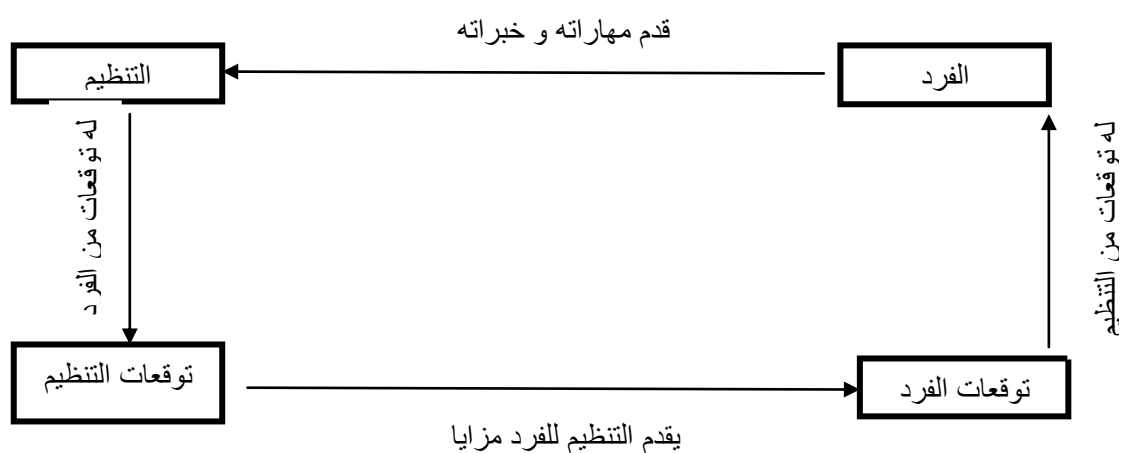 قدم مهاراته و خبراته
الفرد
التنظيم
له توقعات من التنظيم
له توقعات من الفرد
توقعات الفرد
توقعات التنظيم
يقدم التنظيم للفرد مزايا